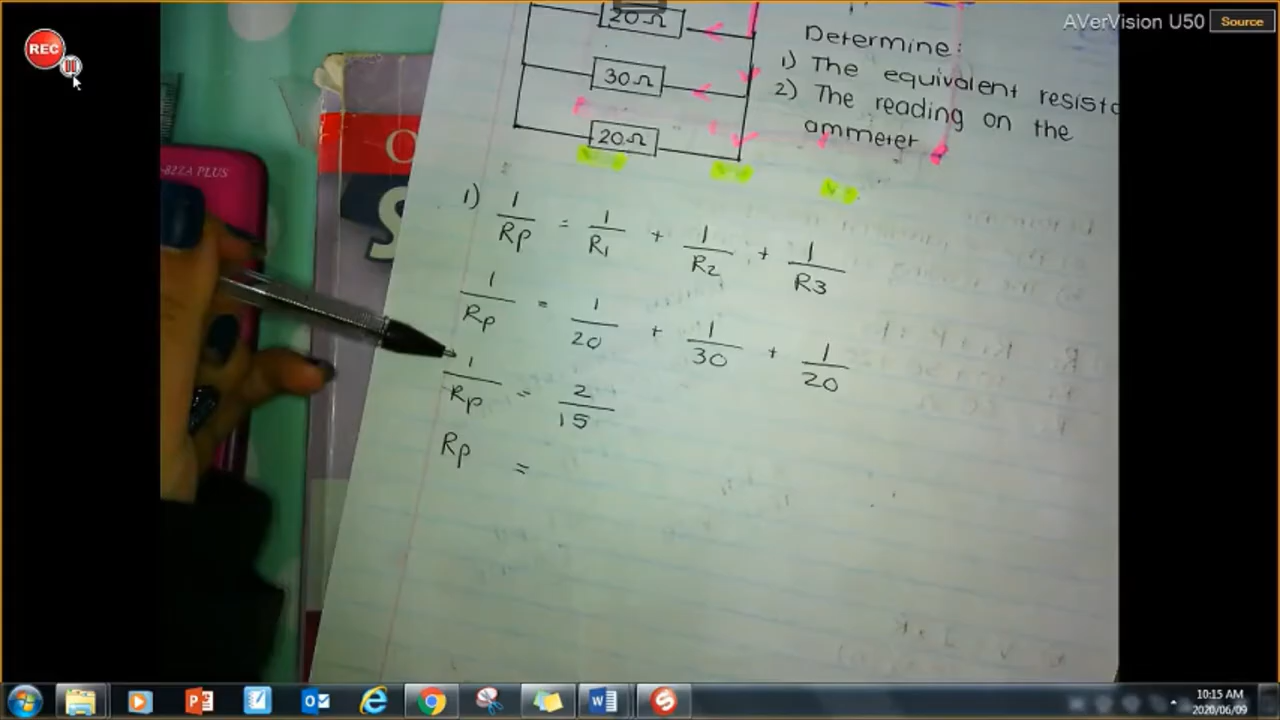 AVerVision U50 Source
REC
20Ω
30Ω
20Ω
Determine:
1) The equivalent resista
2) The reading on the
ammeter
-82ZA PLUS
1) 1/Rp = 1/R1 + 1/R2 + 1/R3
1/Rp = 1/20 + 1/30 + 1/20
1/Rp = 2/15
Rp =
10:15 AM
2020/06/09